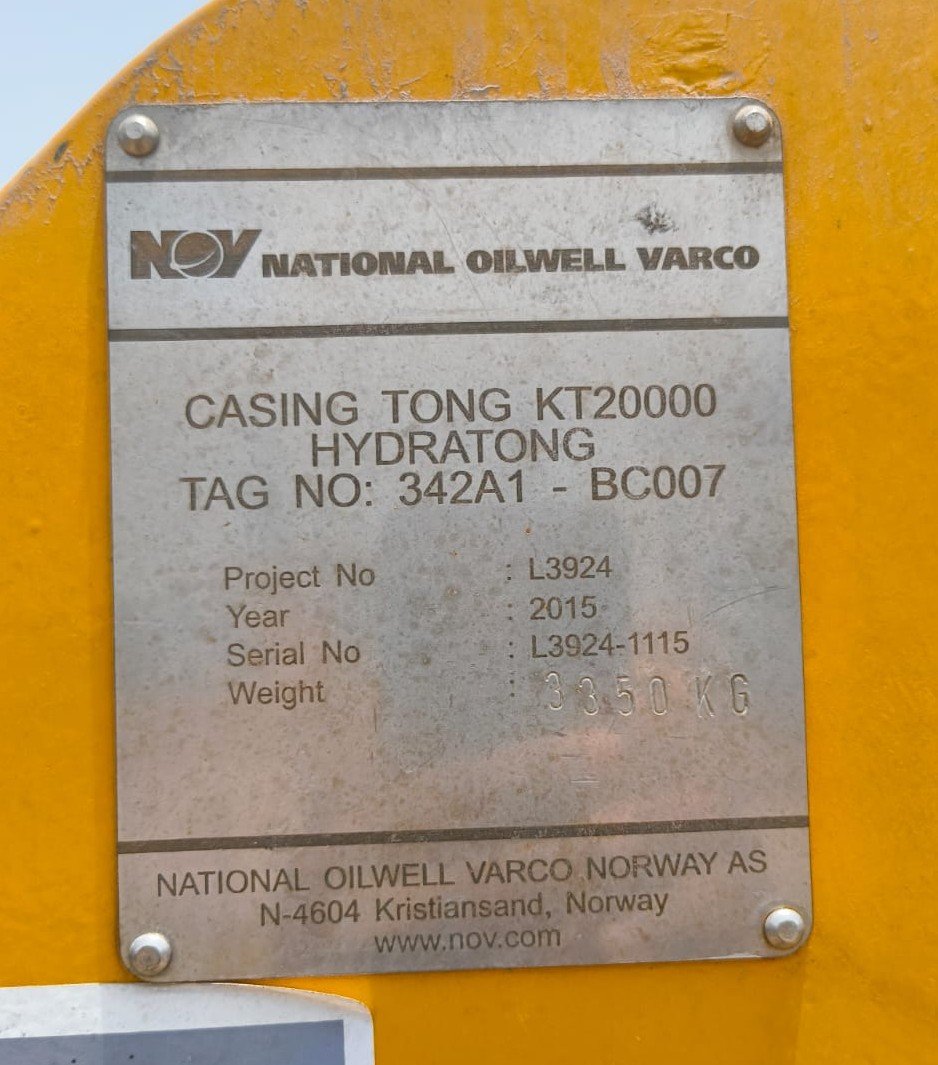 NOV NATIONAL OILWELL VARCO
CASING TONG KT20000
HYDRATONG
TAG NO: 342A1 - BC007
Project No : L3924
Year : 2015
Serial No : L3924-1115
Weight : 3350 KG
NATIONAL OILWELL VARCO NORWAY AS
N-4604 Kristiansand, Norway
www.nov.com